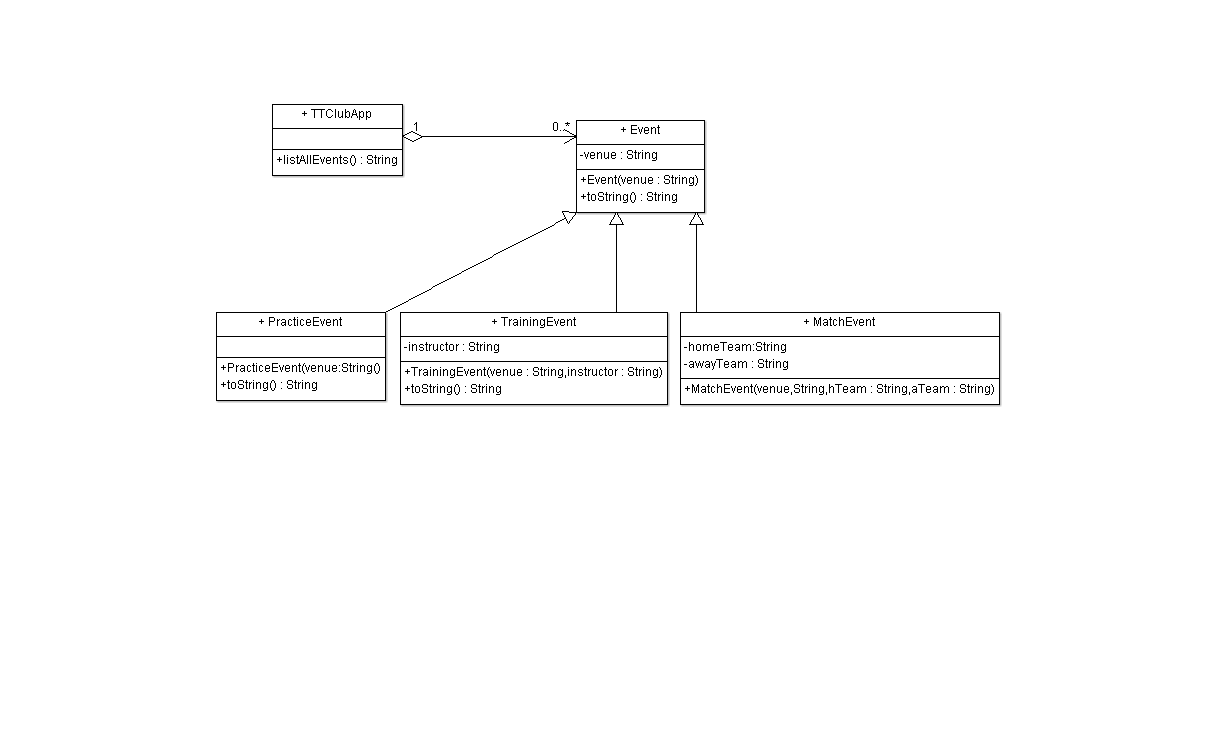 + TTClubApp
+listAllEvents() : String
1
0..*
+ Event
-venue : String
+Event(venue : String)
+toString() : String
+ PracticeEvent
+PracticeEvent(venue:String()
+toString() : String
+ TrainingEvent
-instructor : String
+TrainingEvent(venue : String,instructor : String)
+toString() : String
+ MatchEvent
-homeTeam:String
-awayTeam : String
+MatchEvent(venue,String,hTeam : String,aTeam : String)